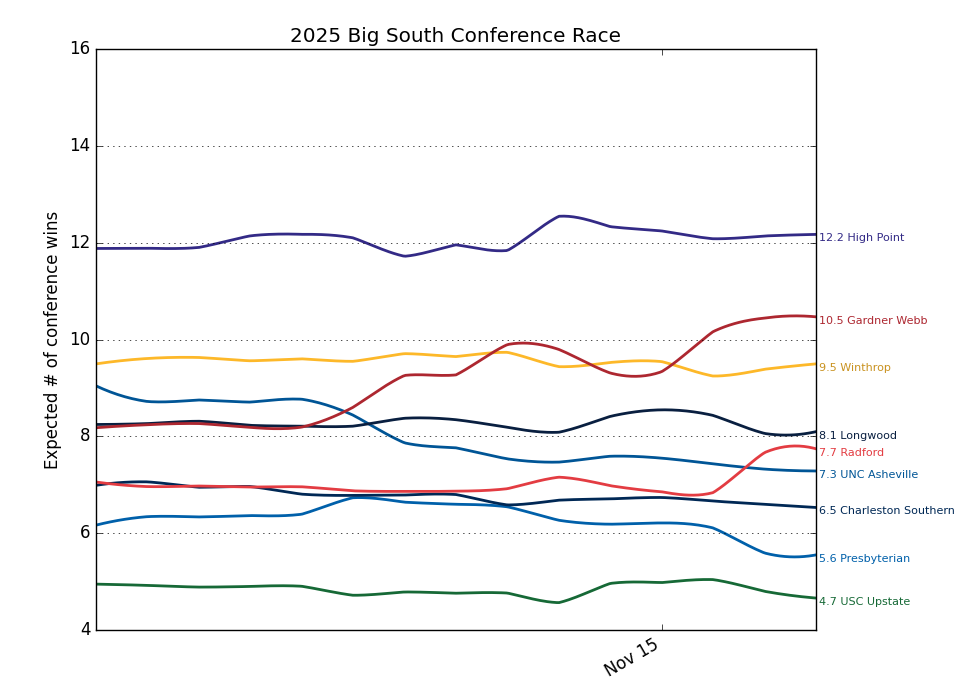 2025 Big South Conference Race
Expected # of conference wins
16
14
12
10
8
6
4
12.2 High Point
10.5 Gardner Webb
9.5 Winthrop
8.1 Longwood
7.7 Radford
7.3 UNC Asheville
6.5 Charleston Southern
5.6 Presbyterian
4.7 USC Upstate
Nov 15